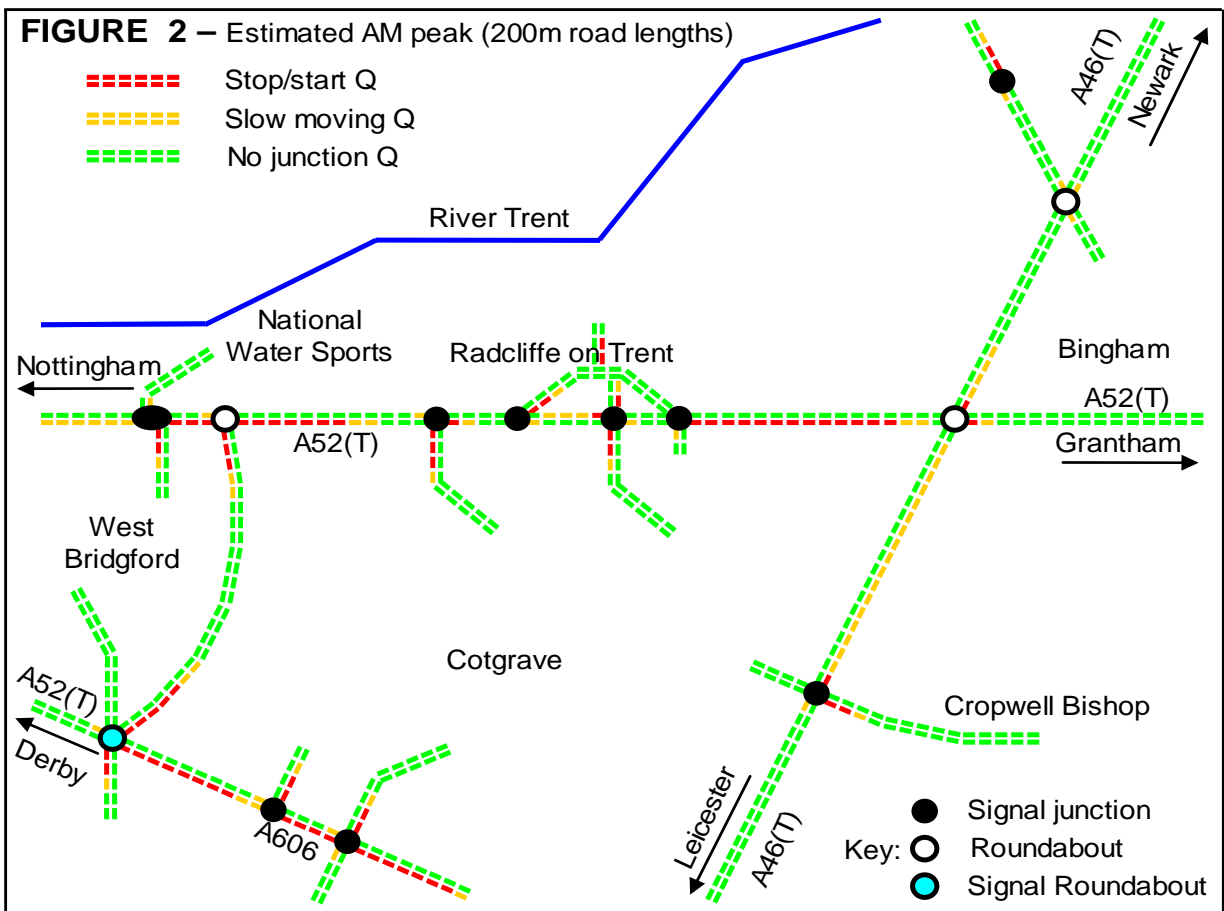 FIGURE 2 – Estimated AM peak (200m road lengths)
Stop/start Q
Slow moving Q
No junction Q
A46(T)
Newark
River Trent
National
Water Sports
Nottingham
Radcliffe on Trent
Bingham
A52(T)
A52(T)
Grantham
West
Bridgford
Cotgrave
A52(T)
Derby
Cropwell Bishop
A606
Leicester
A46(T)
Key:
Signal junction
Roundabout
Signal Roundabout